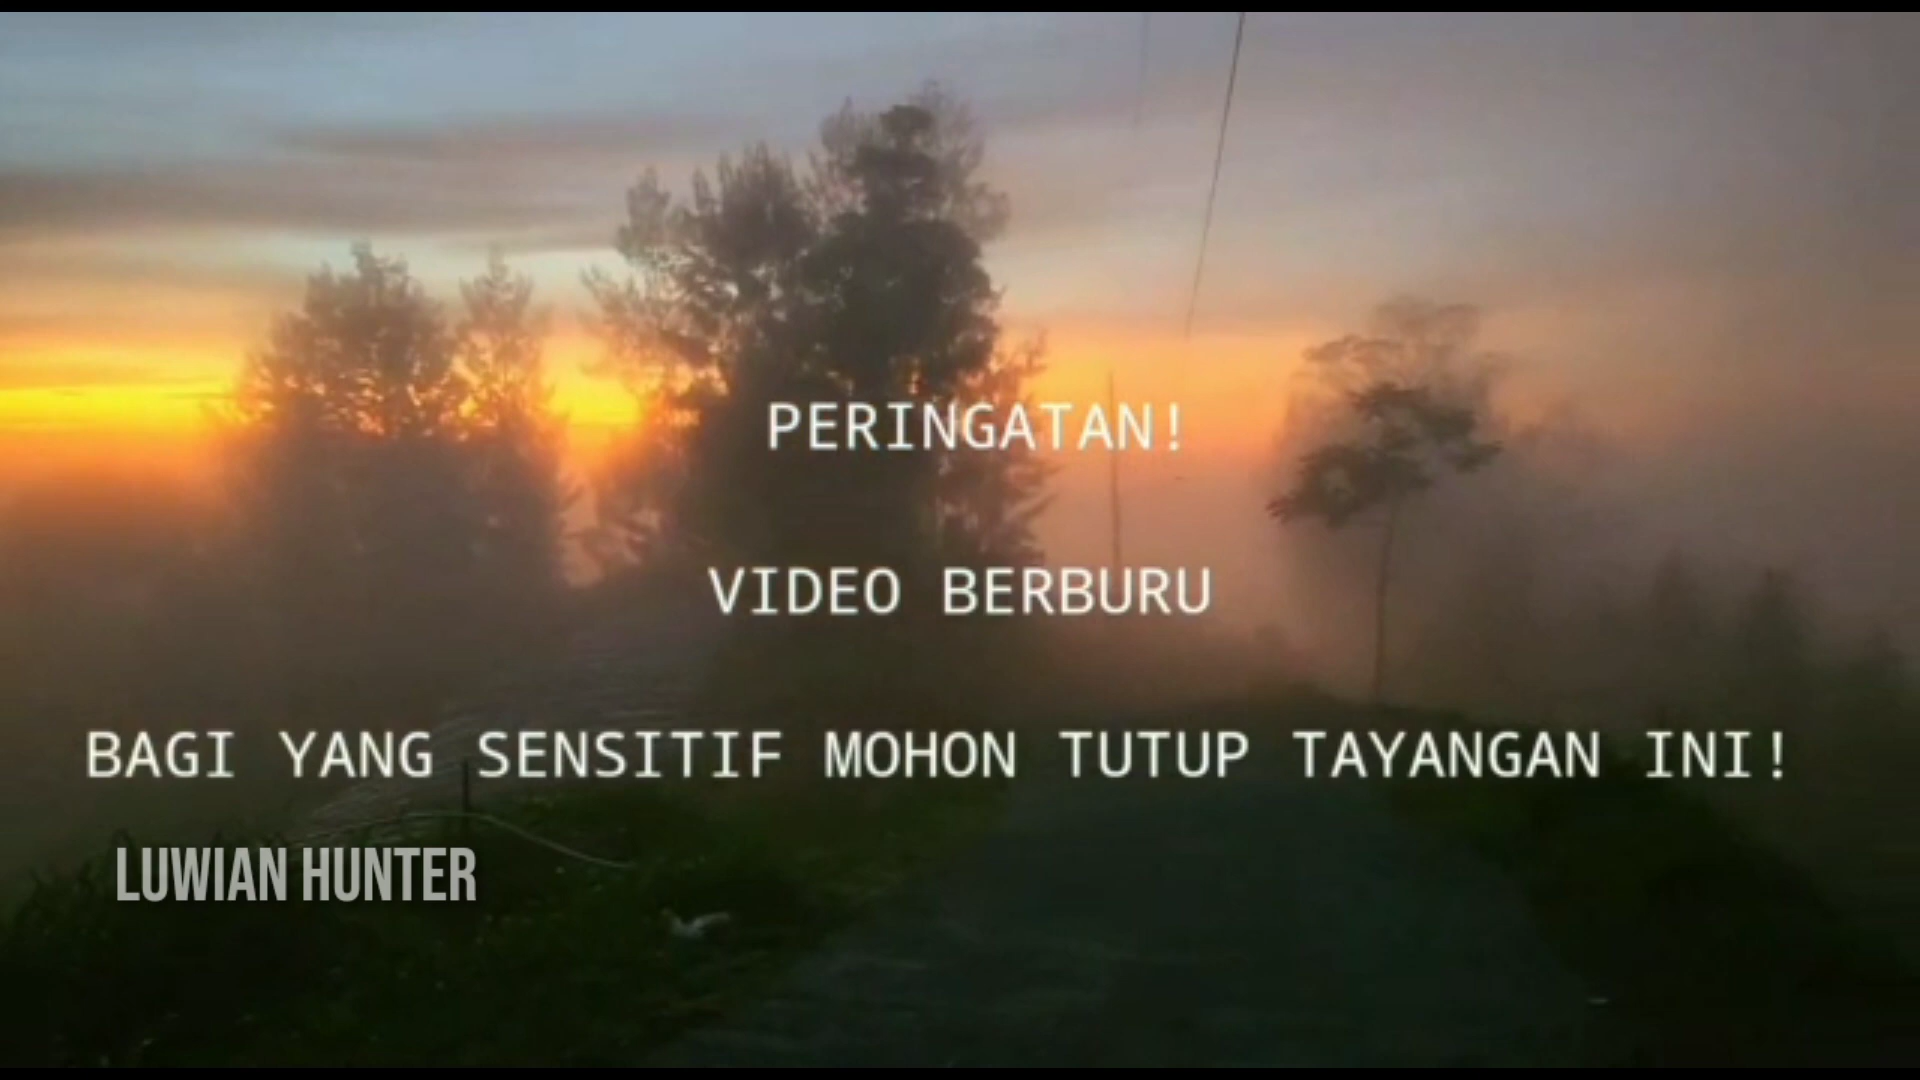 PERINGATAN!
VIDEO BERBURU
BAGI YANG SENSITIF MOHON TUTUP TAYANGAN INI!
LUWIAN HUNTER